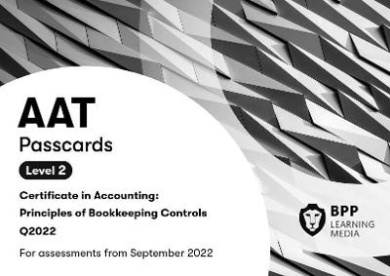 AAT
Passcards
Level 2
Certificate in Accounting:
Principles of Bookkeeping Controls
Q2022
For assessments from September 2022
BPP
LEARNING
MEDIA